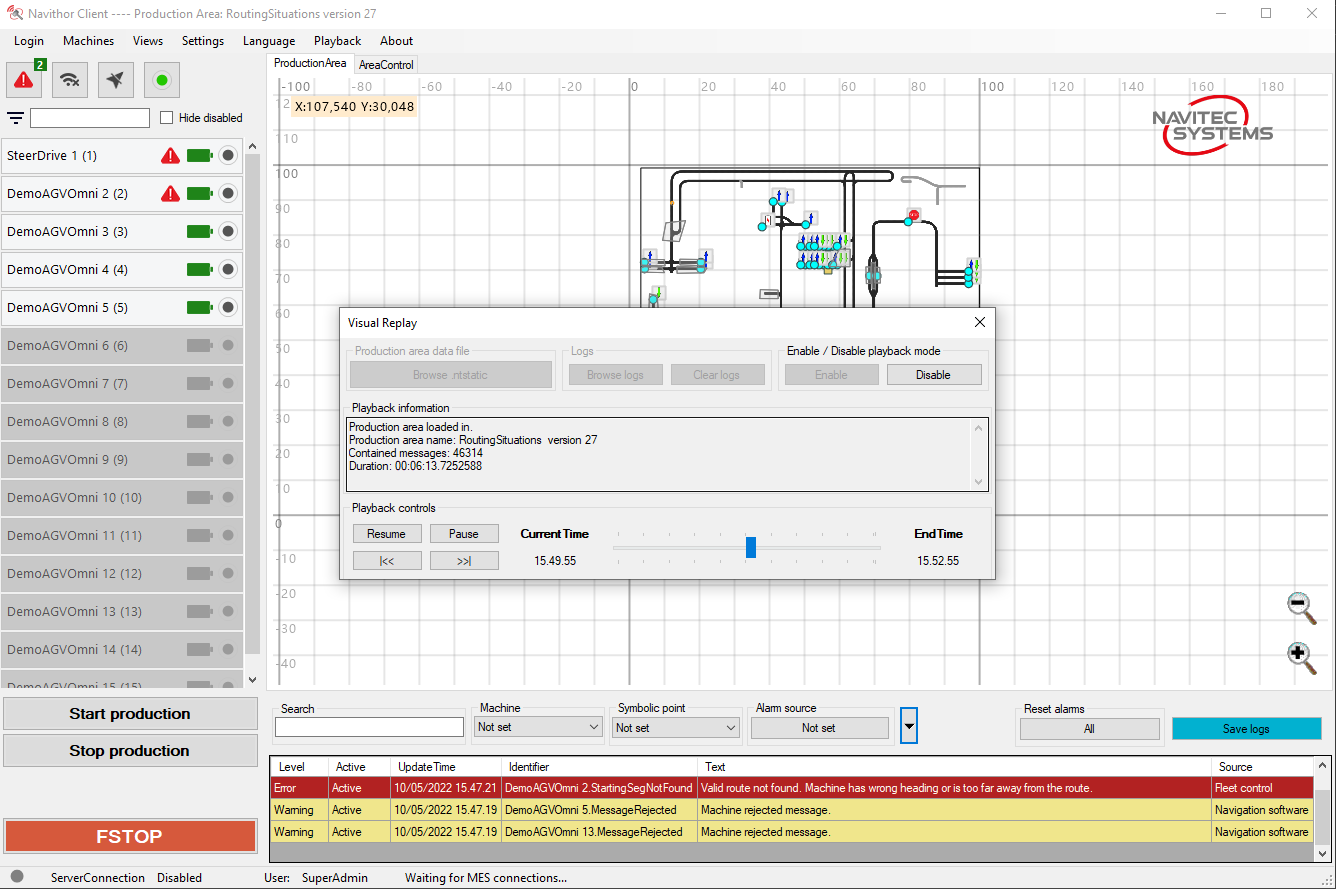 Navithor Client ---- Production Area: RoutingSituations version 27
Login Machines Views Settings Language Playback About
2
Hide disabled
SteerDrive 1 (1)
DemoAGVOmni 2 (2)
DemoAGVOmni 3 (3)
DemoAGVOmni 4 (4)
DemoAGVOmni 5 (5)
DemoAGVOmni 6 (6)
DemoAGVOmni 7 (7)
DemoAGVOmni 8 (8)
DemoAGVOmni 9 (9)
DemoAGVOmni 10 (10)
DemoAGVOmni 11 (11)
DemoAGVOmni 12 (12)
DemoAGVOmni 13 (13)
DemoAGVOmni 14 (14)
DemoAGVOmni 15 (15)
Start production
Stop production
FSTOP
ProductionArea AreaControl
-100 -80 -60 -40 -20 0 20 40 60 80 100 120 140 160 180
X:107,540 Y:30,048
NAVITEC
SYSTEMS
110
100
90
80
70
60
50
40
30
20
10
0
-10
-20
-30
-40
Visual Replay
Production area data file
Browse .ntstatic
Logs
Browse logs Clear logs
Enable / Disable playback mode
Enable Disable
Playback information
Production area loaded in.
Production area name: RoutingSituations version 27
Contained messages: 46314
Duration: 00:06:13.7252588
Playback controls
Resume Pause Current Time End Time
|<< >>| 15.49.55 15.52.55
Search Machine Symbolic point Alarm source Reset alarms
Not set Not set Not set All Save logs
Level Active UpdateTime Identifier Text Source
Error Active 10/05/2022 15.47.21 DemoAGVOmni 2.StartingSegNotFound Valid route not found. Machine has wrong heading or is too far away from the route. Fleet control
Warning Active 10/05/2022 15.47.19 DemoAGVOmni 5.MessageRejected Machine rejected message. Navigation software
Warning Active 10/05/2022 15.47.19 DemoAGVOmni 13.MessageRejected Machine rejected message. Navigation software
ServerConnection Disabled User: SuperAdmin Waiting for MES connections...